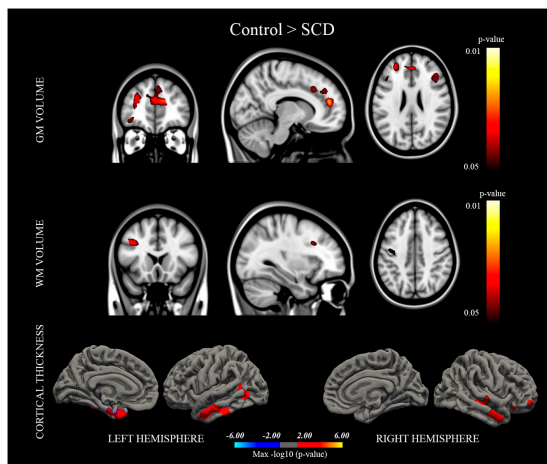 Control > SCD
GM VOLUME
p-value
0.01
0.05
WM VOLUME
p-value
0.01
0.05
CORTICAL THICKNESS
LEFT HEMISPHERE
RIGHT HEMISPHERE
-6.00 -2.00 2.00 6.00
Max -log10 (p-value)